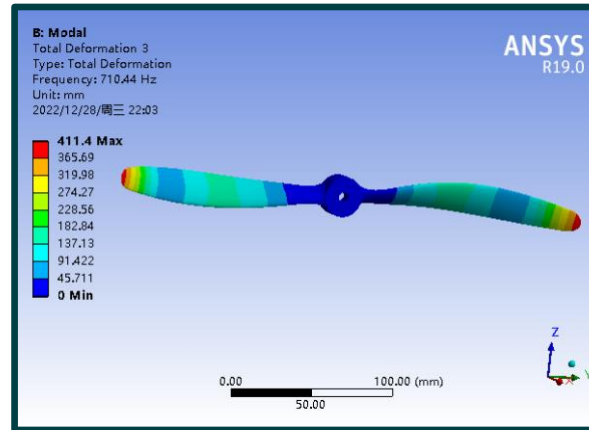 B: Modal
Total Deformation 3
Type: Total Deformation
Frequency: 710.44 Hz
Unit: mm
2022/12/28/周三 22:03
ANSYS
R19.0
411.4 Max
365.69
319.98
274.27
228.56
182.84
137.13
91.422
45.711
0 Min
0.00
100.00 (mm)
50.00
Z
X
Y